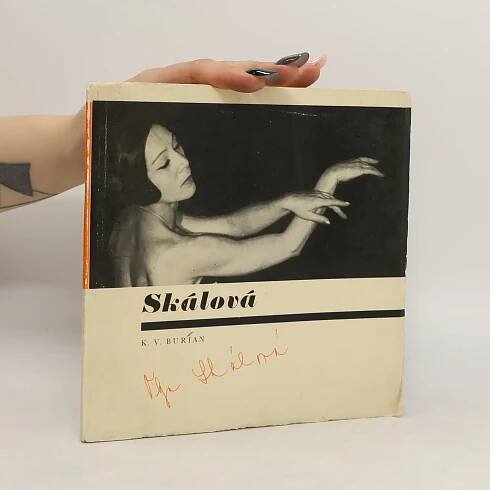 Skálová
K. V. BURIAN
Olga Skálová